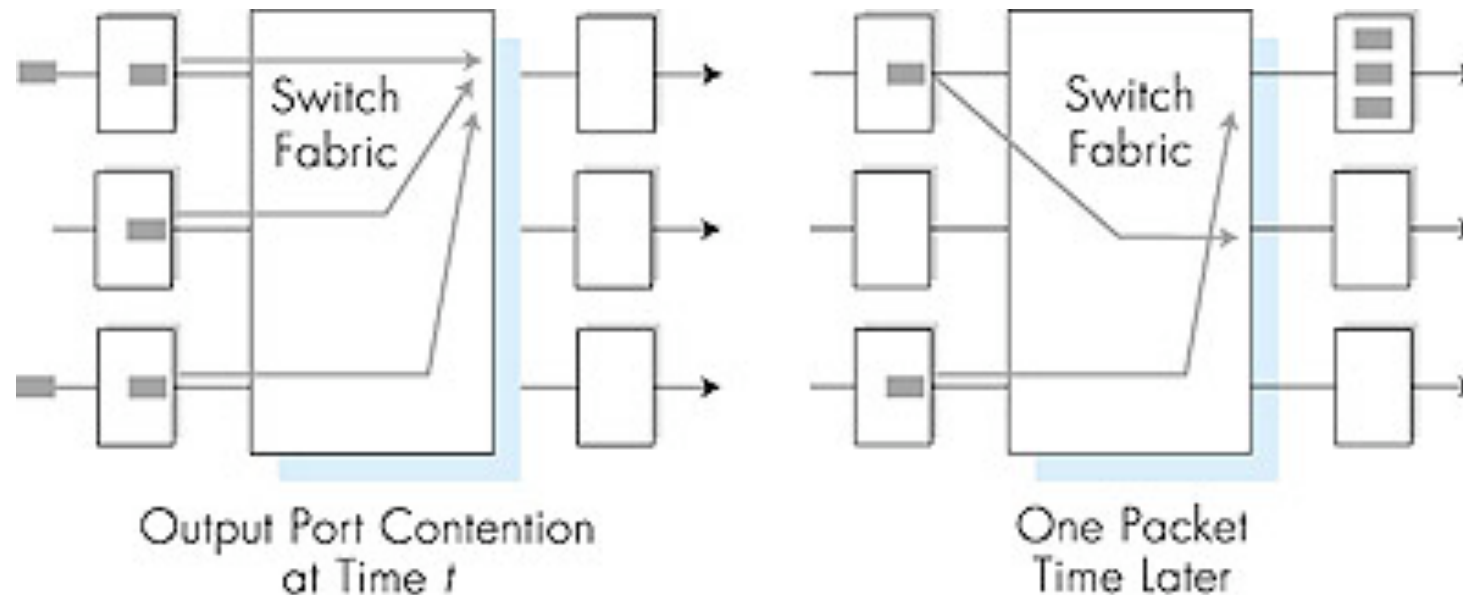 Switch
Fabric
Switch
Fabric
Output Port Contention
at Time t
One Packet
Time Later